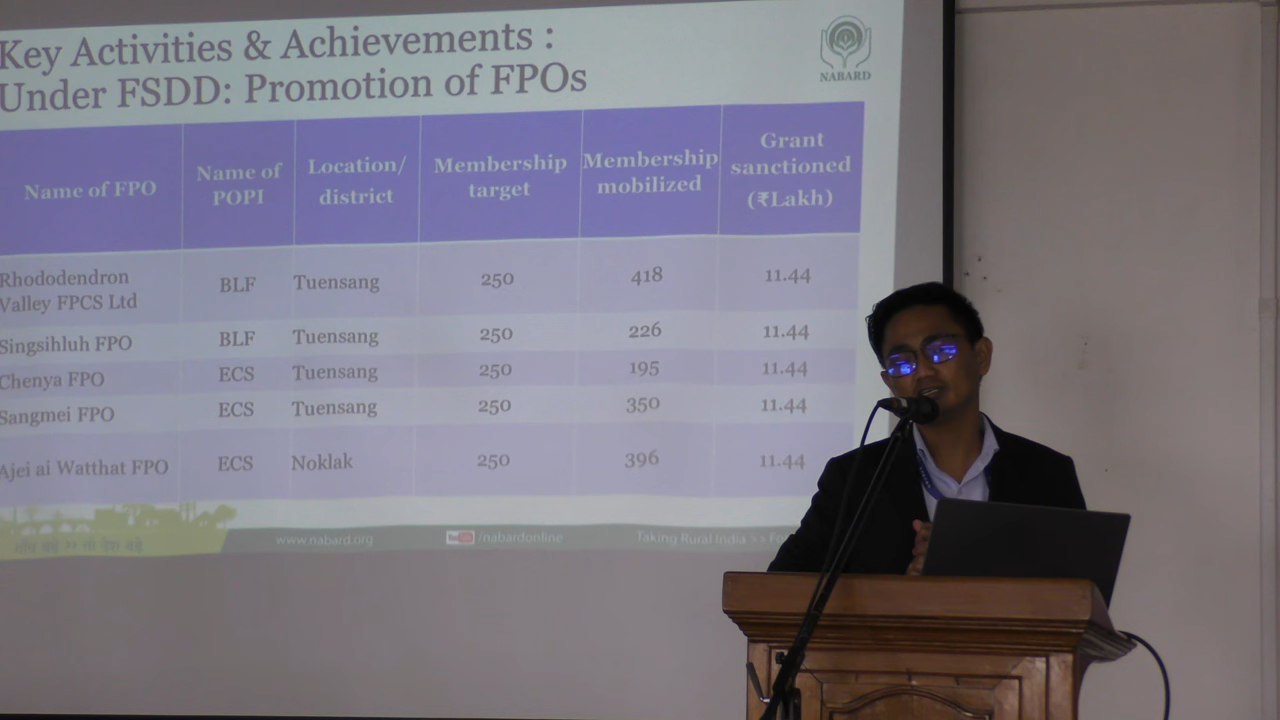 Key Activities & Achievements :
Under FSDD: Promotion of FPOs
NABARD
Name of FPO
Name of
POPI
Location/
district
Membership
target
Membership
mobilized
Grant
sanctioned
(₹Lakh)
Rhododendron
Valley FPCS Ltd
BLF
Tuensang
250
418
11.44
Singsihluh FPO
BLF
Tuensang
250
226
11.44
Chenya FPO
ECS
Tuensang
250
195
11.44
Sangmei FPO
ECS
Tuensang
250
350
11.44
Ajei ai Watthat FPO
ECS
Noklak
250
396
11.44
www.nabard.org
/nabardonline
Taking Rural India >>